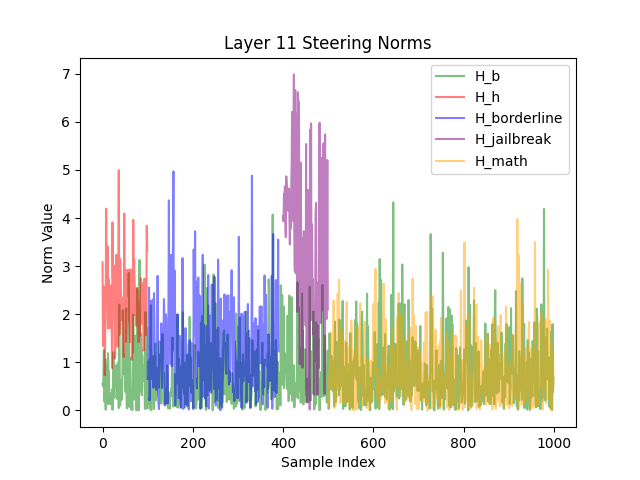 Layer 11 Steering Norms
Norm Value
7
6
5
4
3
2
1
0
H_b
H_h
H_borderline
H_jailbreak
H_math
0
200
400
600
800
1000
Sample Index